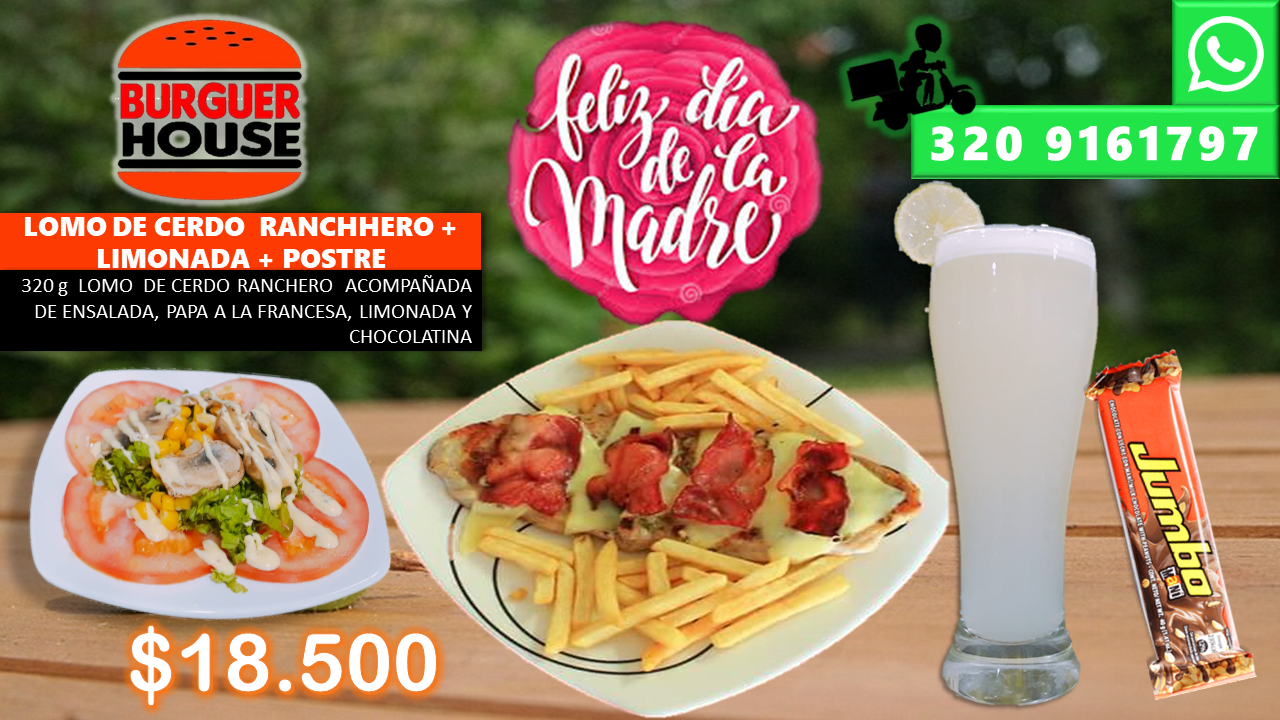 BURGUER
HOUSE
feliz día
de la
Madre
320 9161797
LOMO DE CERDO RANCHHERO +
LIMONADA + POSTRE
320 g LOMO DE CERDO RANCHERO ACOMPAÑADA
DE ENSALADA, PAPA A LA FRANCESA, LIMONADA Y
CHOCOLATINA
Jumbo
MANÍ
$18.500